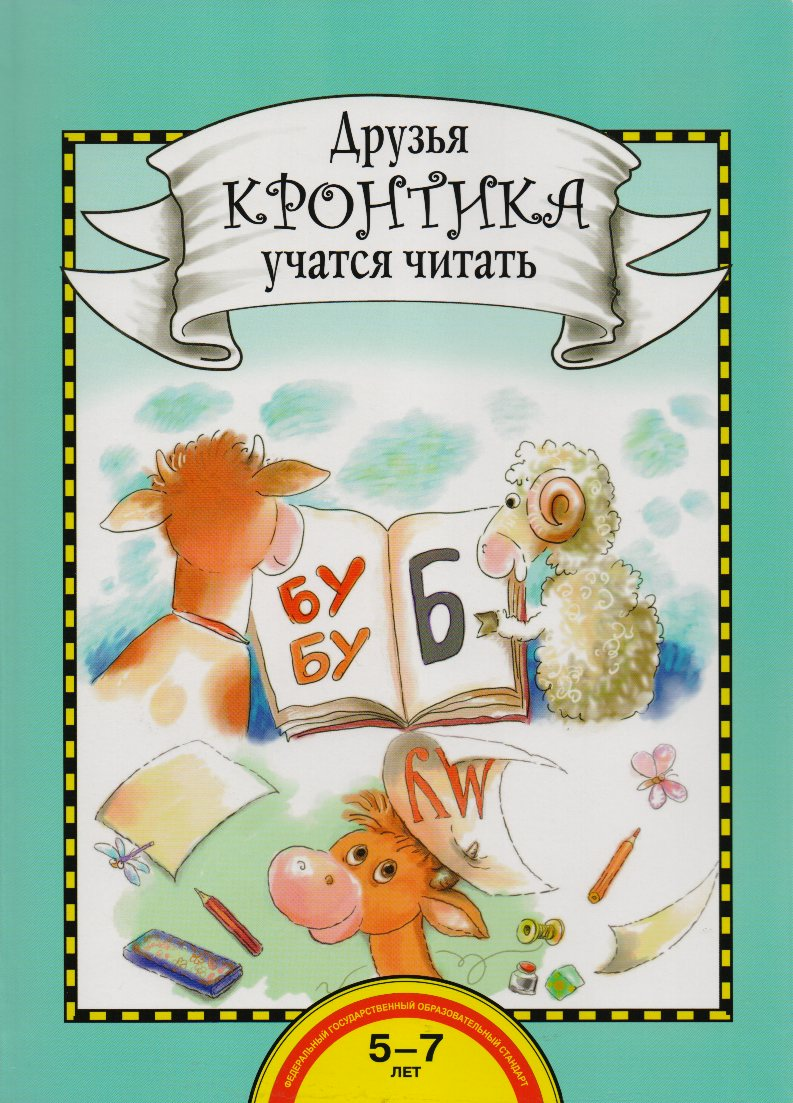 Друзья
КРОНТИКА
учатся читать
БУ
БУ
Б
МУ
ФЕДЕРАЛЬНЫЙ ГОСУДАРСТВЕННЫЙ ОБРАЗОВАТЕЛЬНЫЙ СТАНДАРТ
5–7
ЛЕТ